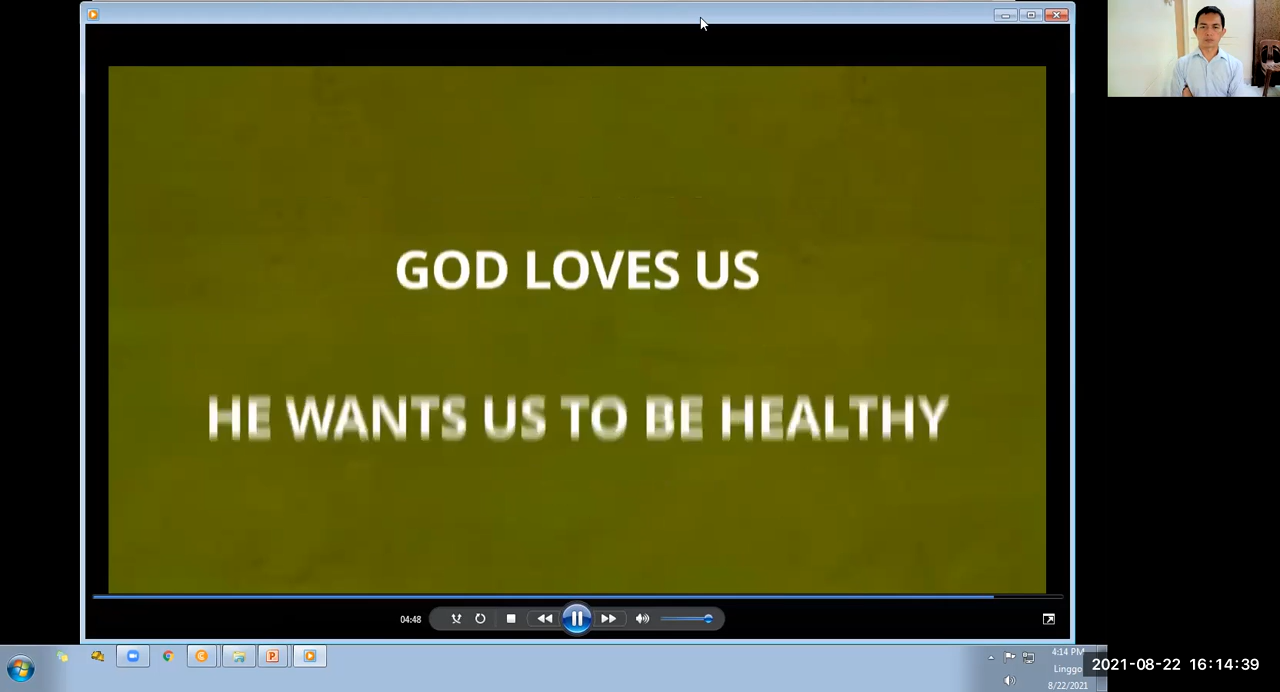 GOD LOVES US
HE WANTS US TO BE HEALTHY
04:48
4:14 PM
Linggo
8/22/2021
2021-08-22 16:14:39